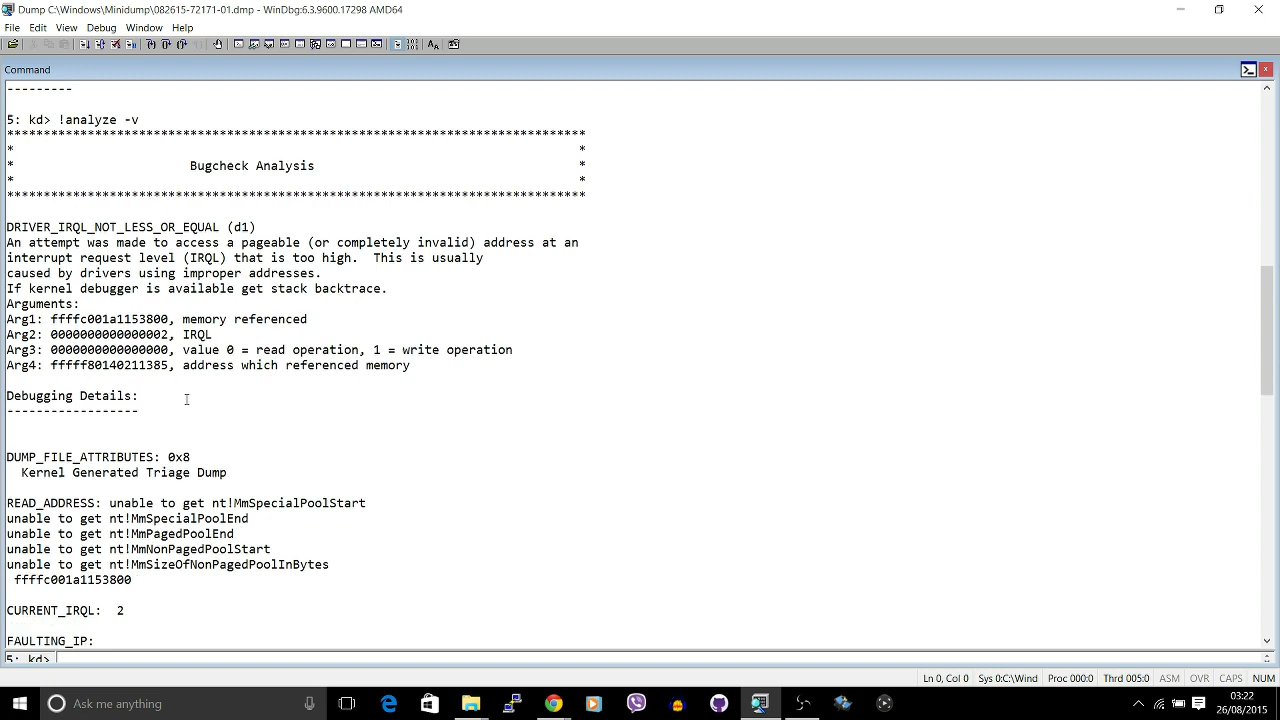 Dump C:\Windows\Minidump\082615-72171-01.dmp - WinDbg:6.3.9600.17298 AMD64
File Edit View Debug Window Help
Command
---------
5: kd> !analyze -v
*******************************************************************************
* *
* Bugcheck Analysis *
* *
*******************************************************************************
DRIVER_IRQL_NOT_LESS_OR_EQUAL (d1)
An attempt was made to access a pageable (or completely invalid) address at an
interrupt request level (IRQL) that is too high. This is usually
caused by drivers using improper addresses.
If kernel debugger is available get stack backtrace.
Arguments:
Arg1: ffffc001a1153800, memory referenced
Arg2: 0000000000000002, IRQL
Arg3: 0000000000000000, value 0 = read operation, 1 = write operation
Arg4: fffff80140211385, address which referenced memory
Debugging Details:
------------------
DUMP_FILE_ATTRIBUTES: 0x8
Kernel Generated Triage Dump
READ_ADDRESS: unable to get nt!MmSpecialPoolStart
unable to get nt!MmSpecialPoolEnd
unable to get nt!MmPagedPoolEnd
unable to get nt!MmNonPagedPoolStart
unable to get nt!MmSizeOfNonPagedPoolInBytes
ffffc001a1153800
CURRENT_IRQL: 2
FAULTING_IP:
5: kd>
Ln 0, Col 0 Sys 0:C:\Wind Proc 000:0 Thrd 005:0 ASM OVR CAPS NUM
Ask me anything
03:22
26/08/2015